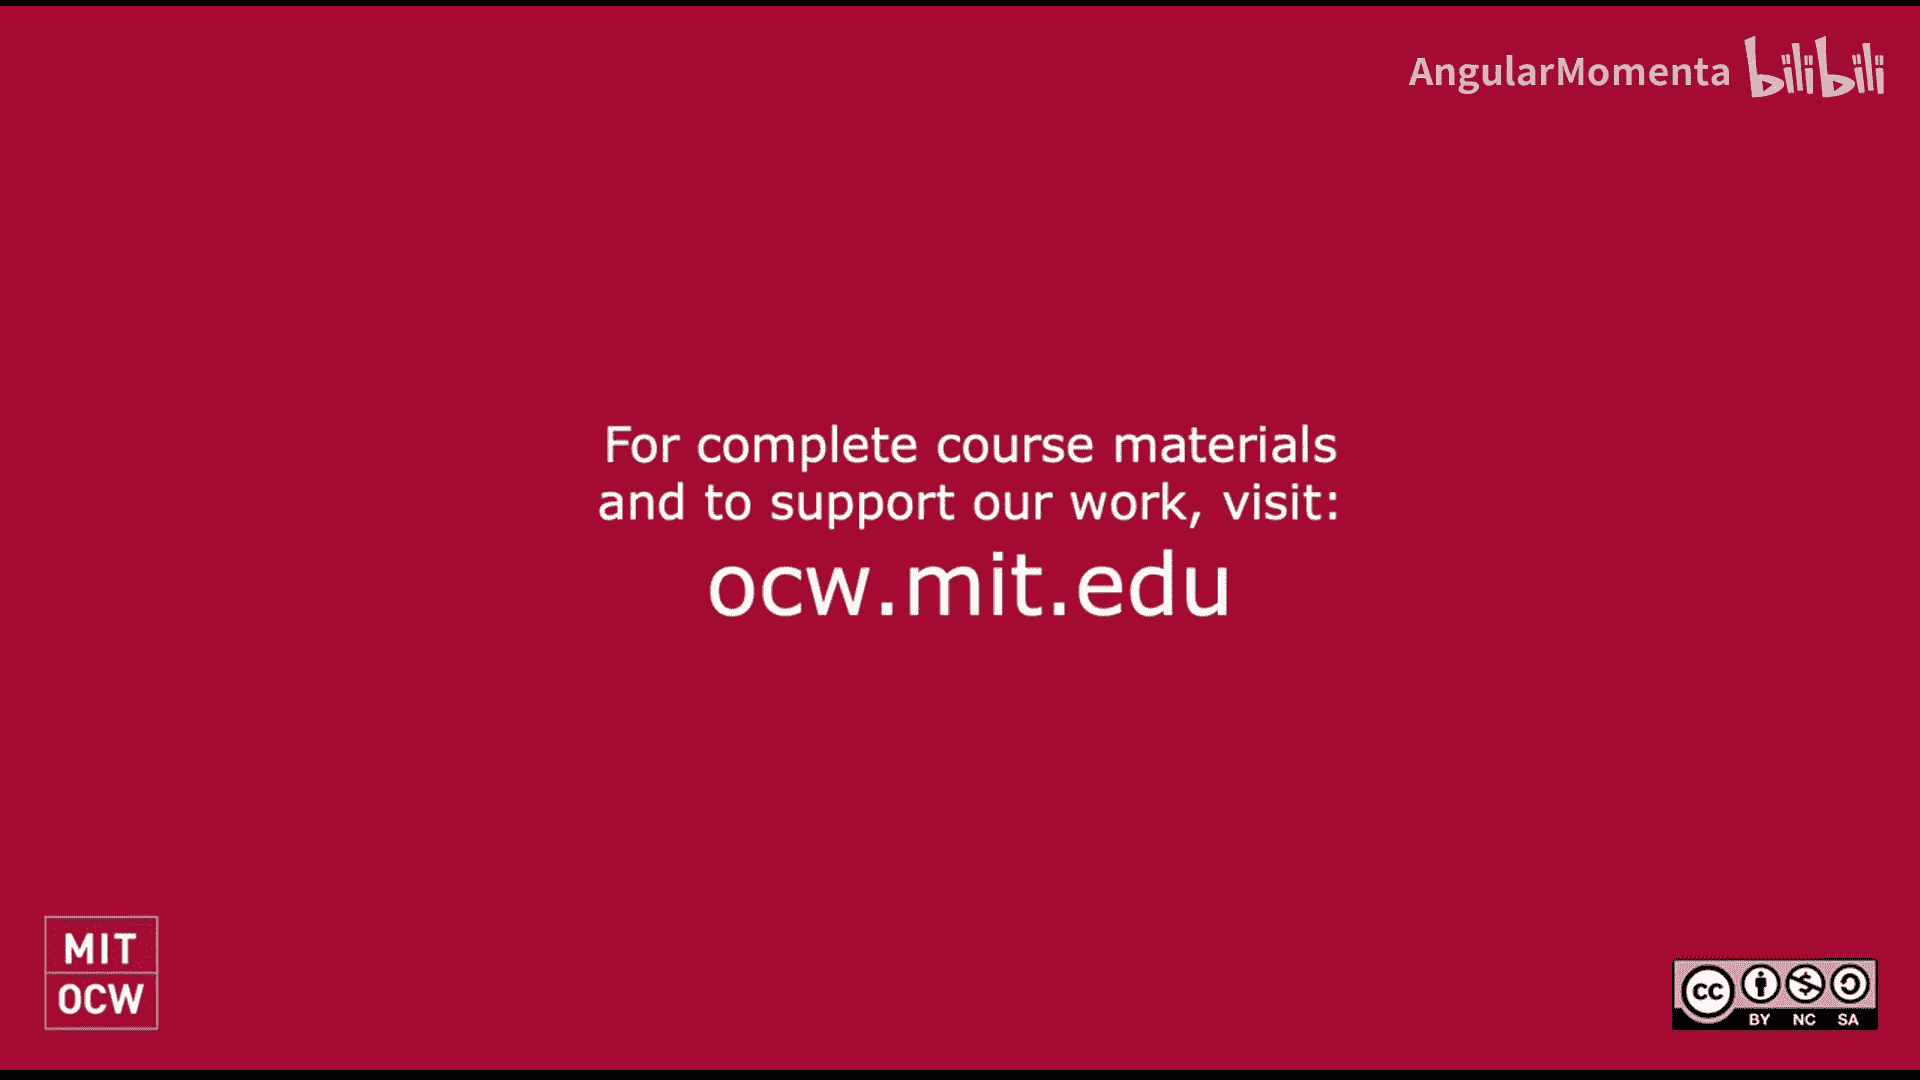 AngularMomenta bilibili
For complete course materials
and to support our work, visit:
ocw.mit.edu
MIT
OCW
cc
BY NC SA